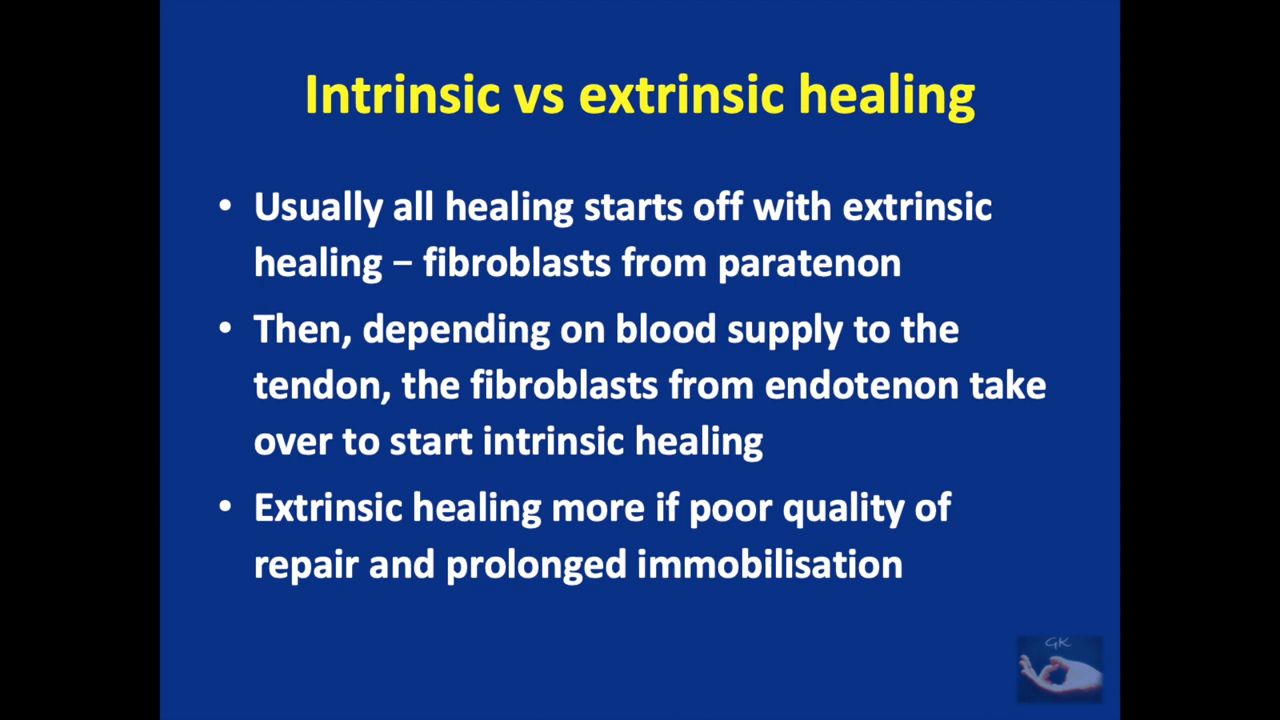 Intrinsic vs extrinsic healing
• Usually all healing starts off with extrinsic
healing – fibroblasts from paratenon
• Then, depending on blood supply to the
tendon, the fibroblasts from endotenon take
over to start intrinsic healing
• Extrinsic healing more if poor quality of
repair and prolonged immobilisation
GK